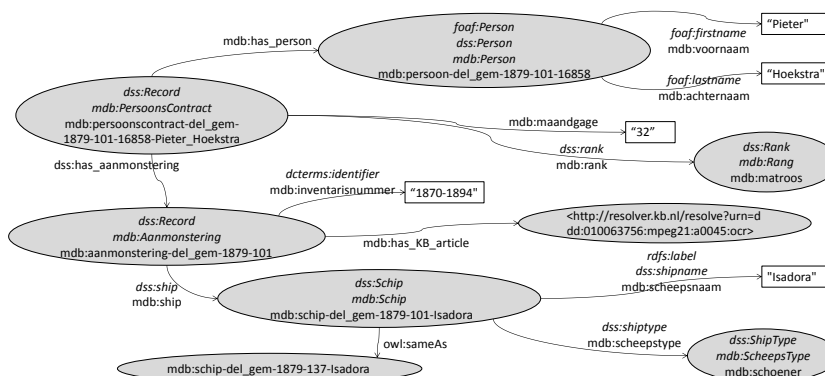 foaf:Person
dss:Person
mdb:Person
mdb:persoon-del_gem-1879-101-16858
mdb:has_person
foaf:firstname
mdb:voornaam
"Pieter"
foaf:lastname
mdb:achternaam
"Hoekstra"
dss:Record
mdb:PersoonsContract
mdb:persoonscontract-del_gem-
1879-101-16858-Pieter_Hoekstra
mdb:maandgage
"32"
dss:rank
mdb:rank
dss:Rank
mdb:Rang
mdb:matroos
dss:has_aanmonstering
dcterms:identifier
mdb:inventarisnummer
"1870-1894"
dss:Record
mdb:Aanmonstering
mdb:aanmonstering-del_gem-1879-101
mdb:has_KB_article
<http://resolver.kb.nl/resolve?urn=d
dd:010063756:mpeg21:a0045:ocr>
dss:ship
mdb:ship
dss:Schip
mdb:Schip
mdb:schip-del_gem-1879-101-Isadora
rdfs:label
dss:shipname
mdb:scheepsnaam
"Isadora"
dss:shiptype
mdb:scheepstype
dss:ShipType
mdb:ScheepsType
mdb:schoener
owl:sameAs
mdb:schip-del_gem-1879-137-Isadora